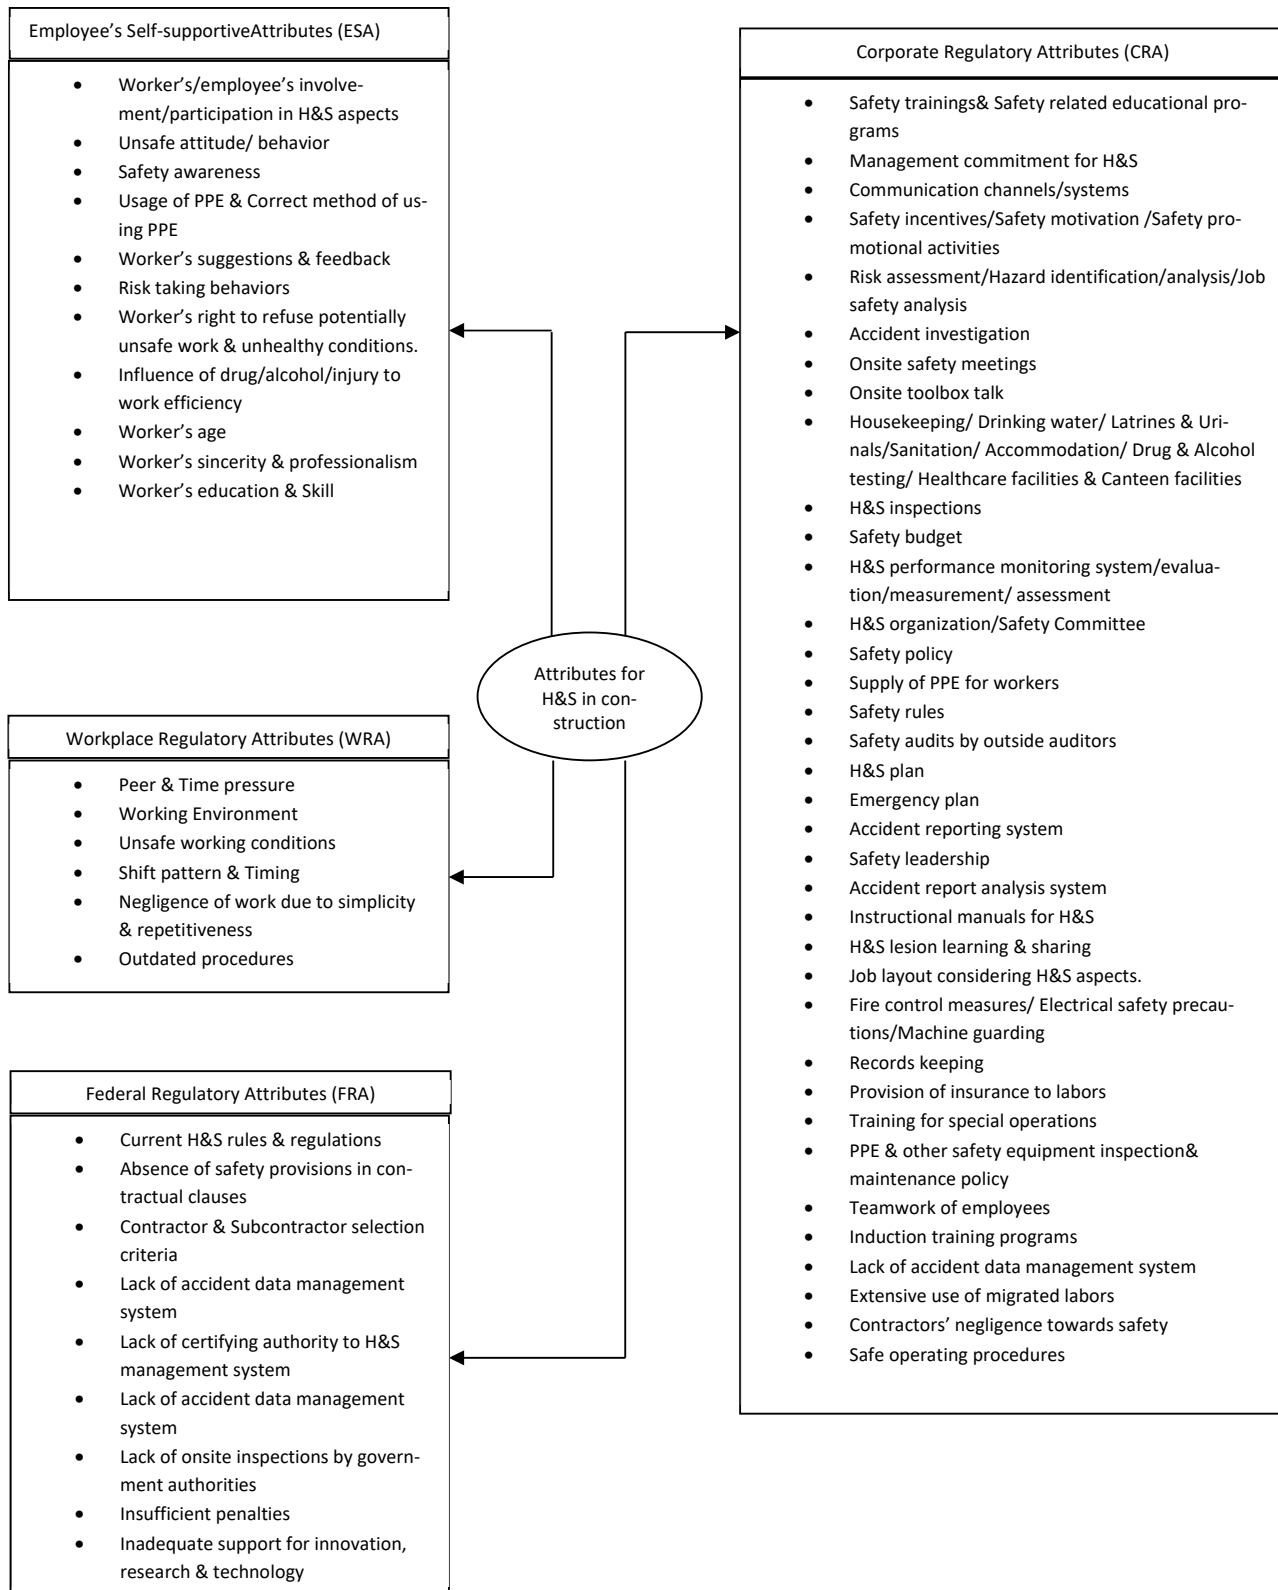 Employee's Self-supportiveAttributes (ESA)
• Worker's/employee's involve-
ment/participation in H&S aspects
• Unsafe attitude/ behavior
• Safety awareness
• Usage of PPE & Correct method of us-
ing PPE
• Worker's suggestions & feedback
• Risk taking behaviors
• Worker's right to refuse potentially
unsafe work & unhealthy conditions.
• Influence of drug/alcohol/injury to
work efficiency
• Worker's age
• Worker's sincerity & professionalism
• Worker's education & Skill
Attributes for
H&S in con-
struction
Workplace Regulatory Attributes (WRA)
• Peer & Time pressure
• Working Environment
• Unsafe working conditions
• Shift pattern & Timing
• Negligence of work due to simplicity
& repetitiveness
• Outdated procedures
Federal Regulatory Attributes (FRA)
• Current H&S rules & regulations
• Absence of safety provisions in con-
tractual clauses
• Contractor & Subcontractor selection
criteria
• Lack of accident data management
system
• Lack of certifying authority to H&S
management system
• Lack of accident data management
system
• Lack of onsite inspections by govern-
ment authorities
• Insufficient penalties
• Inadequate support for innovation,
research & technology
Corporate Regulatory Attributes (CRA)
• Safety trainings& Safety related educational pro-
grams
• Management commitment for H&S
• Communication channels/systems
• Safety incentives/Safety motivation /Safety pro-
motional activities
• Risk assessment/Hazard identification/analysis/Job
safety analysis
• Accident investigation
• Onsite safety meetings
• Onsite toolbox talk
• Housekeeping/ Drinking water/ Latrines & Uri-
nals/Sanitation/ Accommodation/ Drug & Alcohol
testing/ Healthcare facilities & Canteen facilities
• H&S inspections
• Safety budget
• H&S performance monitoring system/evalua-
tion/measurement/ assessment
• H&S organization/Safety Committee
• Safety policy
• Supply of PPE for workers
• Safety rules
• Safety audits by outside auditors
• H&S plan
• Emergency plan
• Accident reporting system
• Safety leadership
• Accident report analysis system
• Instructional manuals for H&S
• H&S lesion learning & sharing
• Job layout considering H&S aspects.
• Fire control measures/ Electrical safety precau-
tions/Machine guarding
• Records keeping
• Provision of insurance to labors
• Training for special operations
• PPE & other safety equipment inspection&
maintenance policy
• Teamwork of employees
• Induction training programs
• Lack of accident data management system
• Extensive use of migrated labors
• Contractors' negligence towards safety
• Safe operating procedures